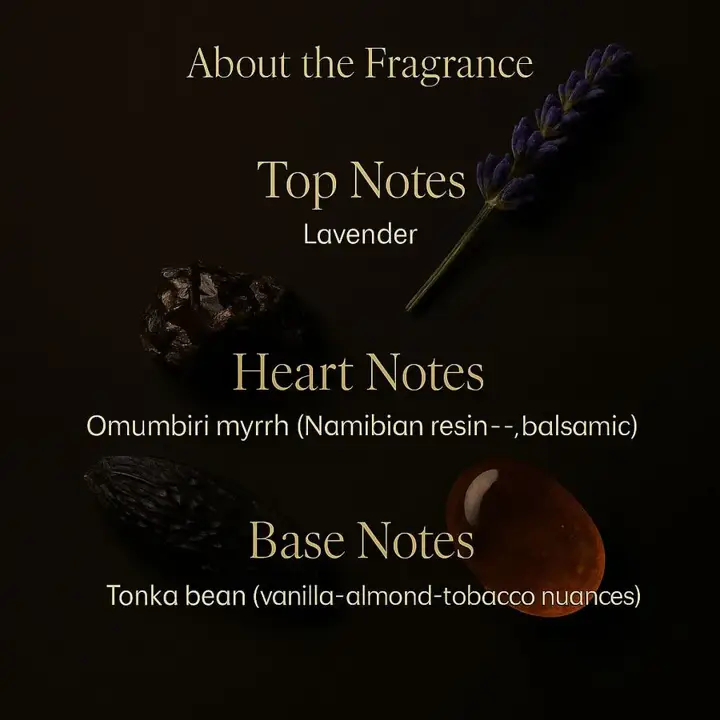 About the Fragrance
Top Notes
Lavender
Heart Notes
Omumbiri myrrh (Namibian resin--,balsamic)
Base Notes
Tonka bean (vanilla-almond-tobacco nuances)